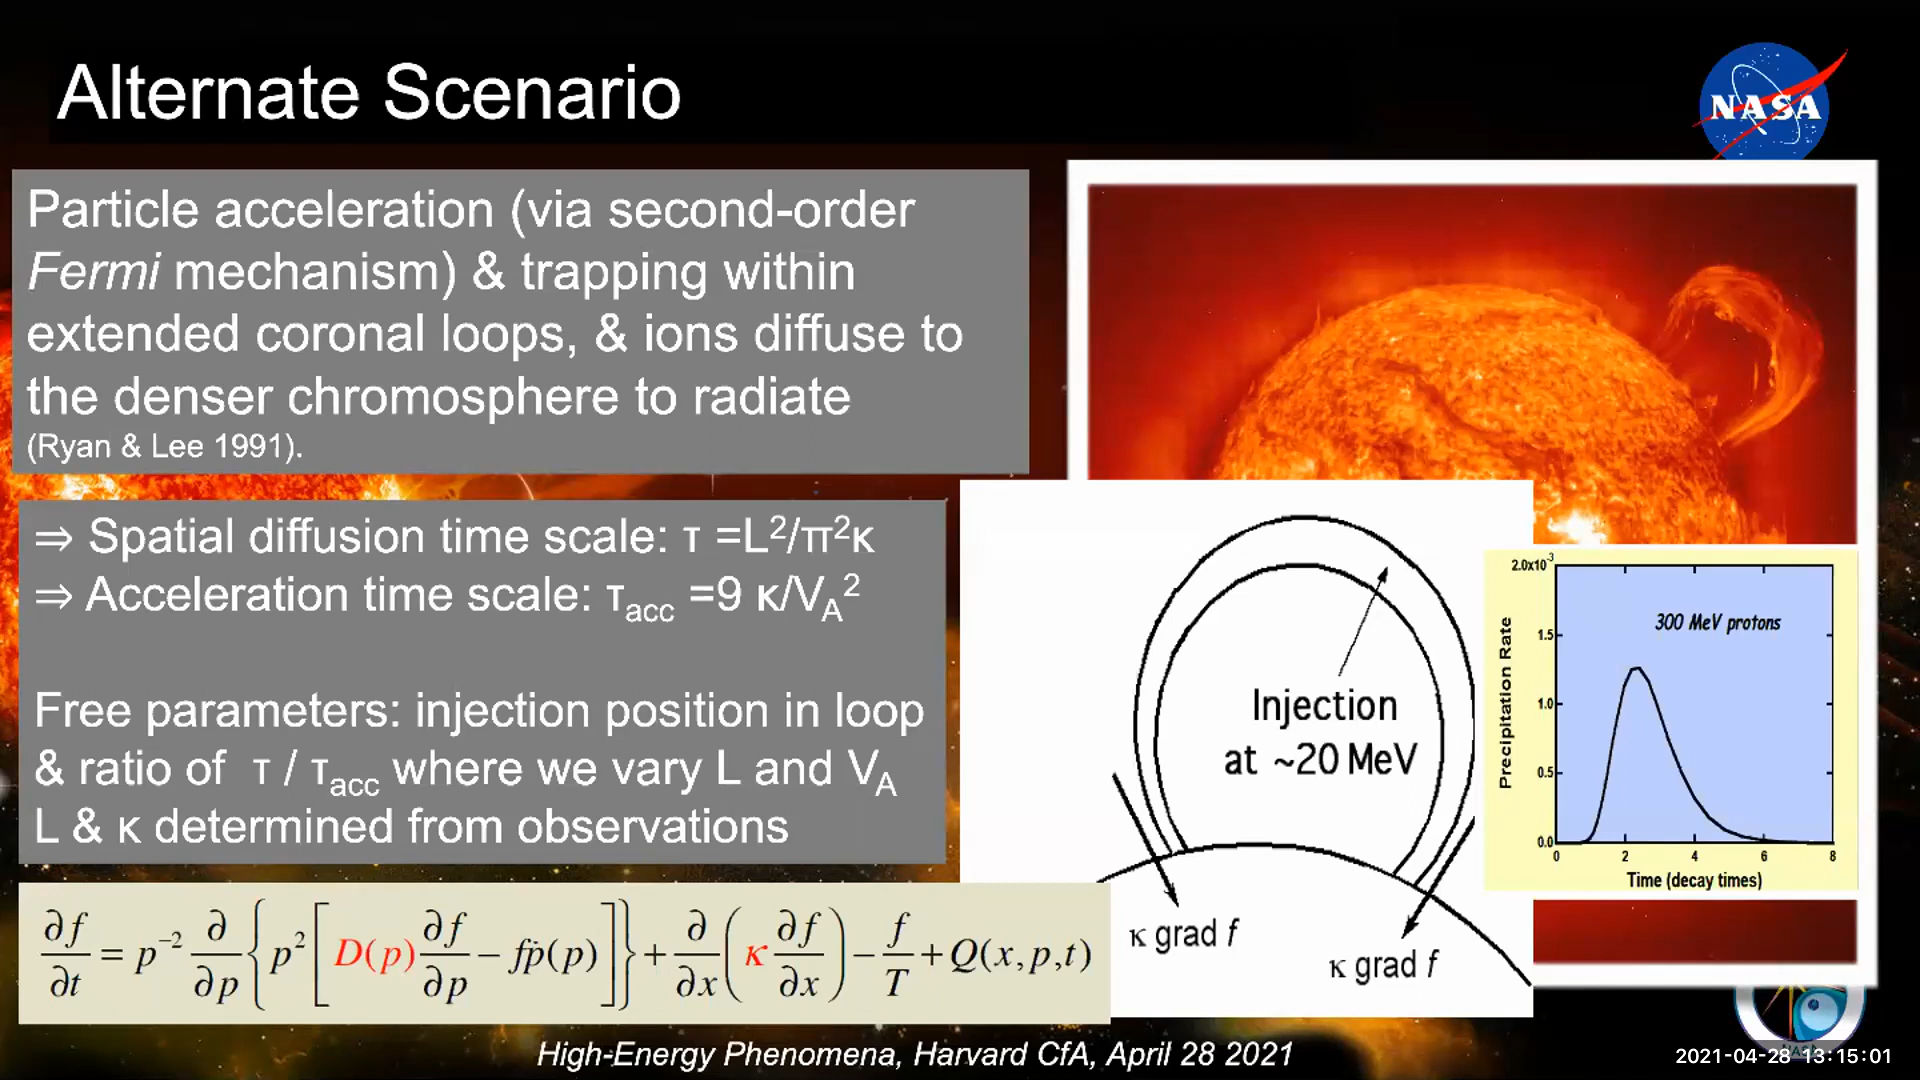 Alternate Scenario
NASA
Particle acceleration (via second-order
Fermi mechanism) & trapping within
extended coronal loops, & ions diffuse to
the denser chromosphere to radiate
(Ryan & Lee 1991).
⇒ Spatial diffusion time scale: τ =L²/π²κ
⇒ Acceleration time scale: τacc =9 κ/VA²
Free parameters: injection position in loop
& ratio of τ / τacc where we vary L and VA
L & κ determined from observations
∂f/∂t = p⁻² ∂/∂p {p² [D(p) ∂f/∂p − fṗ(p)]} + ∂/∂x (κ ∂f/∂x) − f/T + Q(x,p,t)
Injection
at ~20 MeV
κ grad f
κ grad f
2.0x10⁻³
1.5
1.0
0.5
0.0
Precipitation Rate
300 MeV protons
0 2 4 6 8
Time (decay times)
High-Energy Phenomena, Harvard CfA, April 28 2021
NASA
2021-04-28 13:15:01